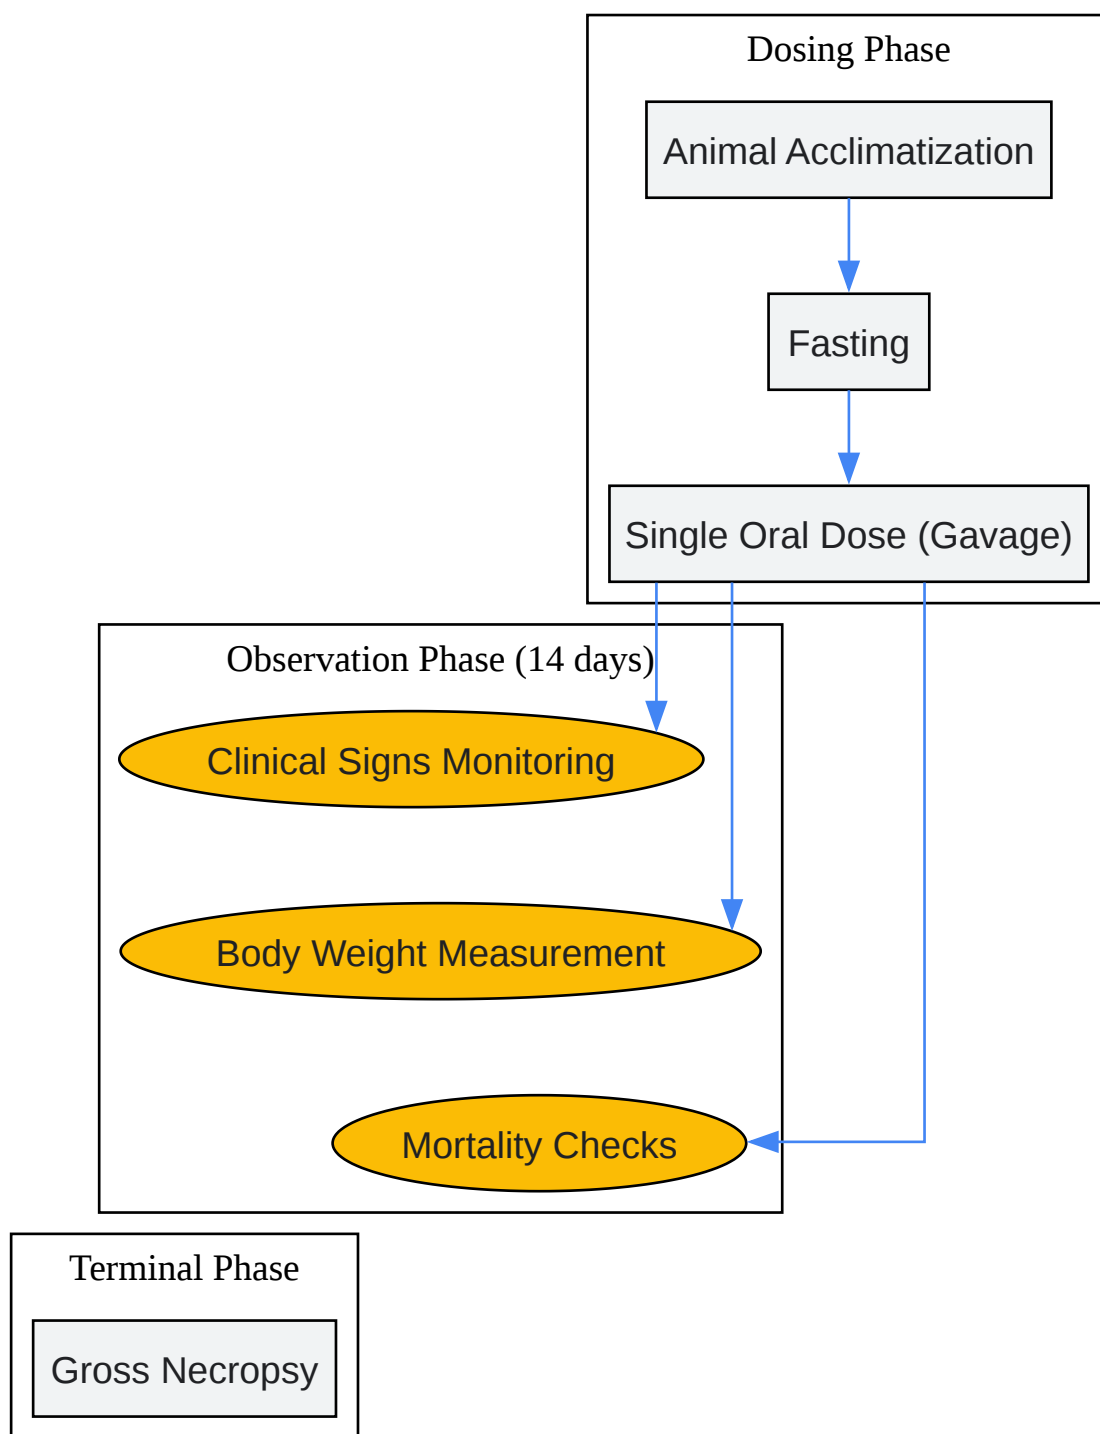 Dosing Phase
Animal Acclimatization
Fasting
Single Oral Dose (Gavage)
Observation Phase (14 days)
Clinical Signs Monitoring
Body Weight Measurement
Mortality Checks
Terminal Phase
Gross Necropsy